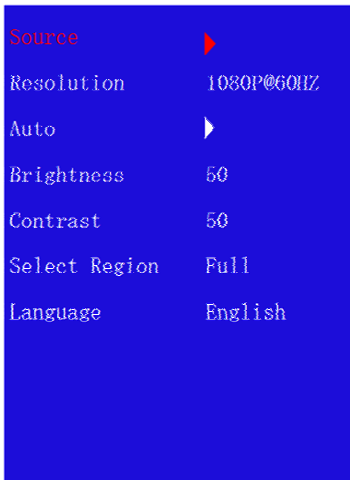 Source
Resolution 1080P@60HZ
Auto
Brightness 50
Contrast 50
Select Region Full
Language English